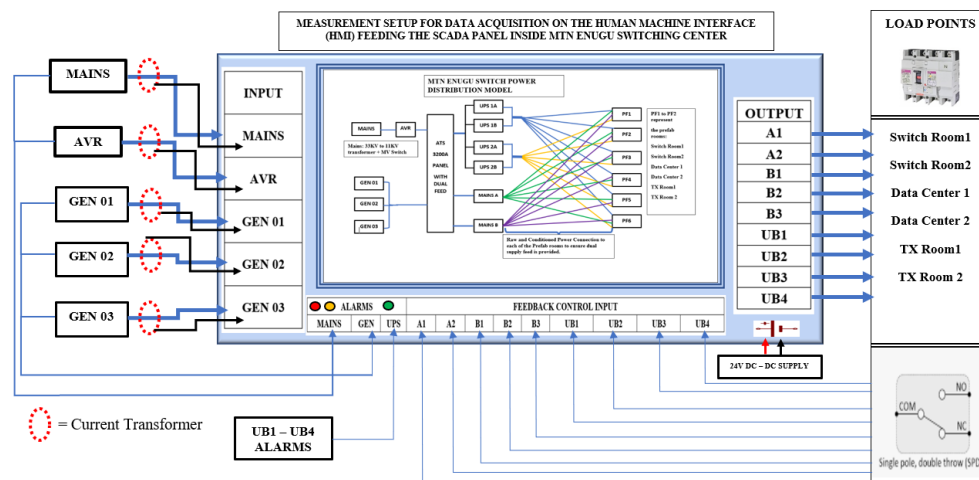 MEASUREMENT SETUP FOR DATA ACQUISITION ON THE HUMAN MACHINE INTERFACE
(HMI) FEEDING THE SCADA PANEL INSIDE MTN ENUGU SWITCHING CENTER
LOAD POINTS
MAINS
AVR
GEN 01
GEN 02
GEN 03
INPUT
MAINS
AVR
GEN 01
GEN 02
GEN 03
MTN ENUGU SWITCH POWER
DISTRIBUTION MODEL
MAINS
AVR
Mains: 33KV to 11KV
transformer + MV Switch
GEN 01
GEN 02
GEN 03
ATS
3200A
PANEL
WITH
DUAL
FEED
UPS 1A
UPS 1B
UPS 2A
UPS 2B
MAINS A
MAINS B
PF1
PF2
PF3
PF4
PF5
PF6
PF1 to PF2
represent
the prefab
rooms:
Switch Room1
Switch Room2
Data Center 1
Data Center 2
TX Room1
TX Room 2
Raw and Conditioned Power Connection to
each of the Prefab rooms to ensure dual
supply feed is provided.
OUTPUT
A1
A2
B1
B2
B3
UB1
UB2
UB3
UB4
Switch Room1
Switch Room2
Data Center 1
Data Center 2
TX Room1
TX Room 2
ALARMS
FEEDBACK CONTROL INPUT
MAINS GEN UPS A1 A2 B1 B2 B3 UB1 UB2 UB3 UB4
24V DC – DC SUPPLY
= Current Transformer
UB1 – UB4
ALARMS
NO
COM
NC
Single pole, double throw (SPD